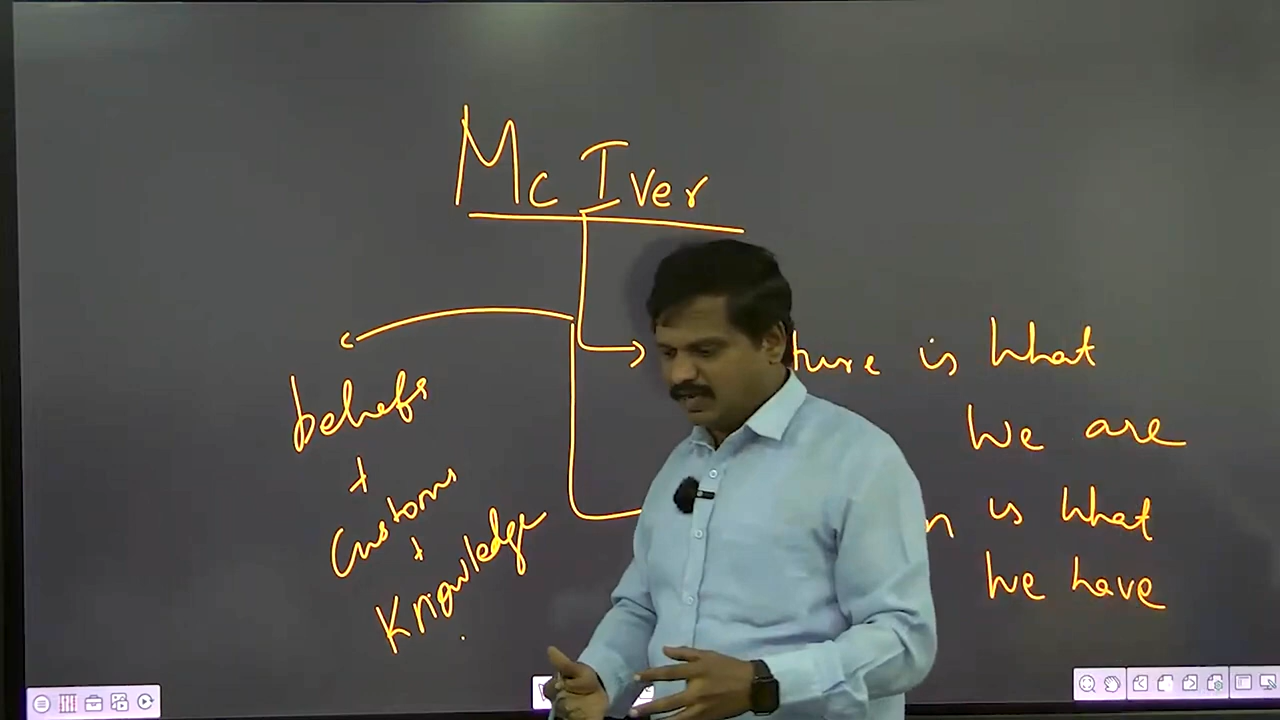 Mc Iver
beliefs
+
Customs
+
Knowledge
ture is what
we are
n is what
we have